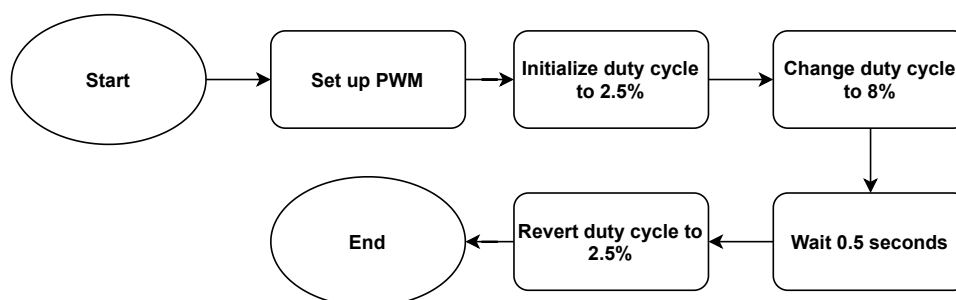 Start
Set up PWM
Initialize duty cycle
to 2.5%
Change duty cycle
to 8%
Wait 0.5 seconds
Revert duty cycle to
2.5%
End